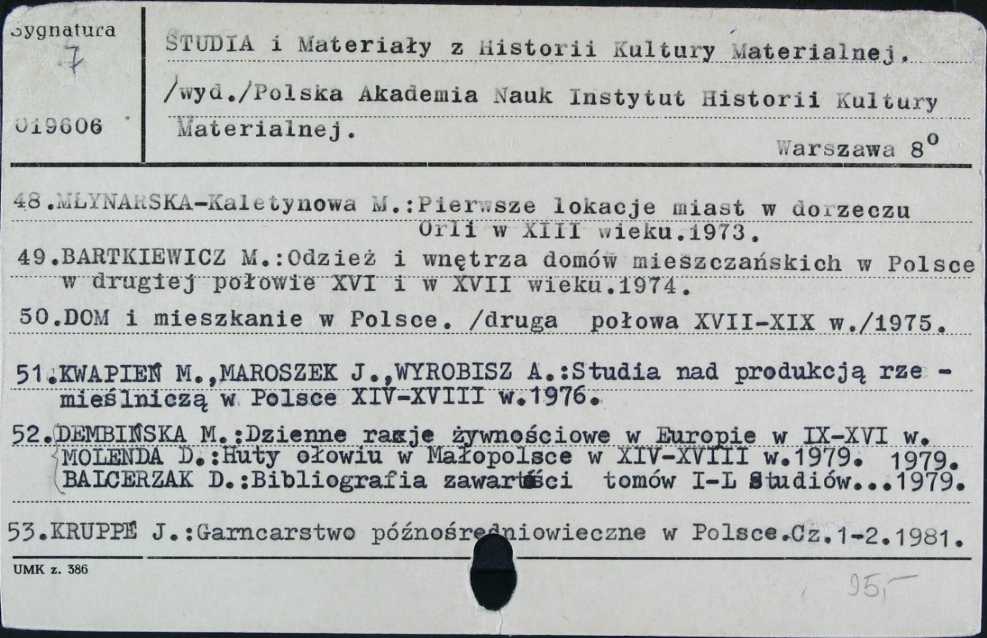 Sygnatura
7
019606
STUDIA i Materiały z Historii Kultury Materialnej.
/wyd./Polska Akademia Nauk Instytut Historii Kultury
Materialnej.
Warszawa 8⁰
48.MŁYNARSKA-Kaletynowa M.:Pierwsze lokacje miast w dorzeczu
Orli w XIII wieku.1973.
49.BARTKIEWICZ M.:Odzież i wnętrza domów mieszczańskich w Polsce
w drugiej połowie XVI i w XVII wieku.1974.
50.DOM i mieszkanie w Polsce. /druga połowa XVII-XIX w./1975.
51.KWAPIEŃ M.,MAROSZEK J.,WYROBISZ A.:Studia nad produkcją rze -
mieślniczą w Polsce XIV-XVIII w.1976.
52.DEMBIŃSKA M.:Dzienne racje żywnościowe w Europie w IX-XVI w.
MOLENDA D.:Huty ołowiu w Małopolsce w XIV-XVIII w.1979. 1979.
BALCERZAK D.:Bibliografia zawartości tomów I-L Studiów...1979.
53.KRUPPÉ J.:Garncarstwo późnośredniowieczne w Polsce.Cz.1-2.1981.
UMK z. 386
95,-